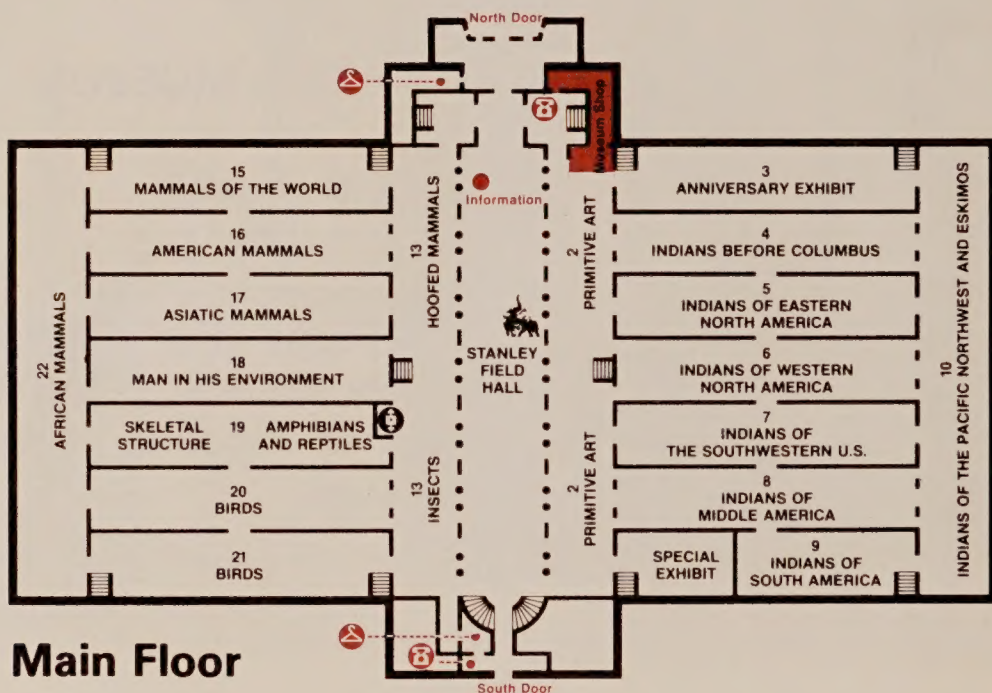 North Door
Museum Shop
Information
15
MAMMALS OF THE WORLD
16
AMERICAN MAMMALS
17
ASIATIC MAMMALS
18
MAN IN HIS ENVIRONMENT
SKELETAL
STRUCTURE
19
AMPHIBIANS
AND REPTILES
20
BIRDS
21
BIRDS
22
AFRICAN MAMMALS
13
HOOFED MAMMALS
13
INSECTS
STANLEY
FIELD
HALL
2
PRIMITIVE ART
2
PRIMITIVE ART
3
ANNIVERSARY EXHIBIT
4
INDIANS BEFORE COLUMBUS
5
INDIANS OF EASTERN
NORTH AMERICA
6
INDIANS OF WESTERN
NORTH AMERICA
7
INDIANS OF
THE SOUTHWESTERN U.S.
8
INDIANS OF
MIDDLE AMERICA
SPECIAL
EXHIBIT
9
INDIANS OF
SOUTH AMERICA
10
INDIANS OF THE PACIFIC NORTHWEST AND ESKIMOS
South Door
Main Floor